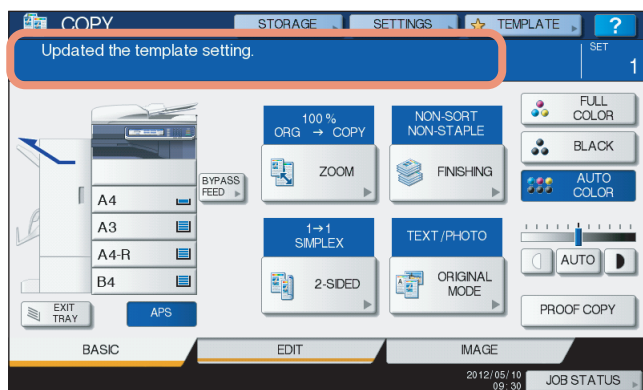 COPY
STORAGE
SETTINGS
TEMPLATE
?
Updated the template setting.
SET
1
100 %
ORG → COPY
ZOOM
NON-SORT
NON-STAPLE
FINISHING
FULL
COLOR
BLACK
AUTO
COLOR
BYPASS
FEED
A4
A3
A4-R
B4
1→1
SIMPLEX
2-SIDED
TEXT/PHOTO
ORIGINAL
MODE
AUTO
EXIT
TRAY
APS
PROOF COPY
BASIC
EDIT
IMAGE
2012/05/10
09:30
JOB STATUS